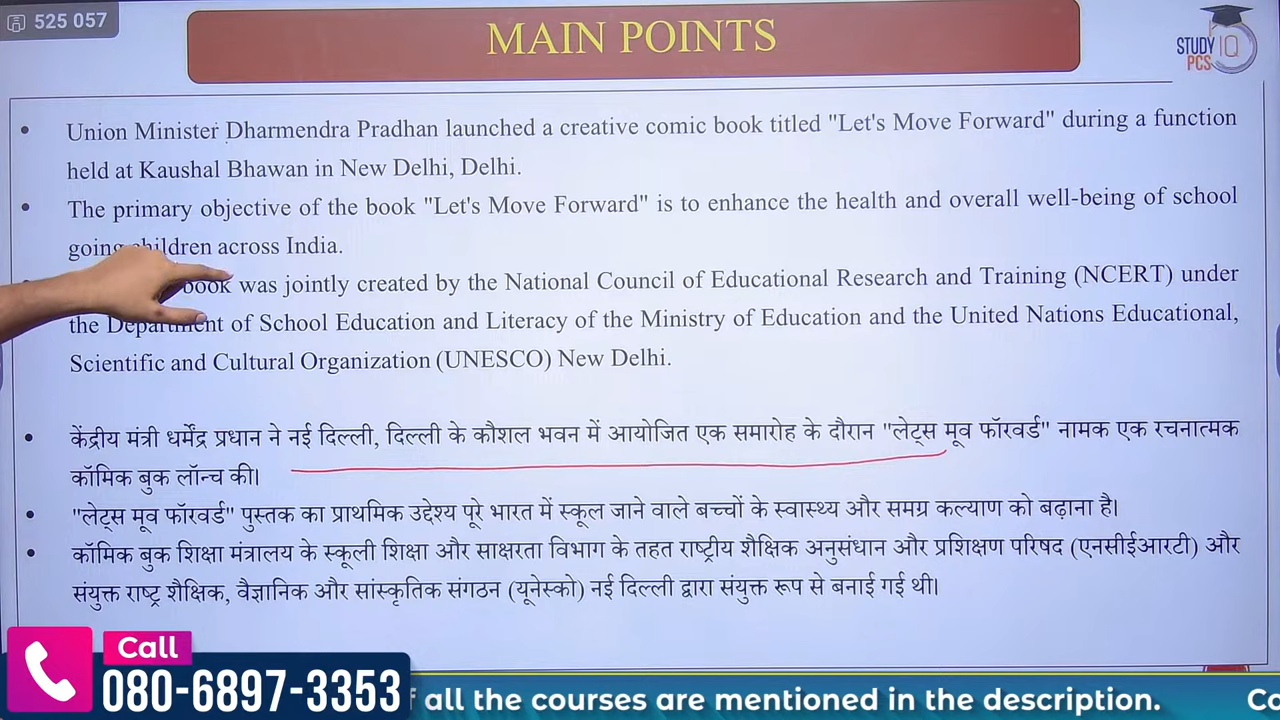 525 057
MAIN POINTS
STUDY IQ
PCS
• Union Minister Dharmendra Pradhan launched a creative comic book titled "Let's Move Forward" during a function
held at Kaushal Bhawan in New Delhi, Delhi.
• The primary objective of the book "Let's Move Forward" is to enhance the health and overall well-being of school
going children across India.
book was jointly created by the National Council of Educational Research and Training (NCERT) under
the Department of School Education and Literacy of the Ministry of Education and the United Nations Educational,
Scientific and Cultural Organization (UNESCO) New Delhi.
• केंद्रीय मंत्री धर्मेंद्र प्रधान ने नई दिल्ली, दिल्ली के कौशल भवन में आयोजित एक समारोह के दौरान "लेट्स मूव फॉरवर्ड" नामक एक रचनात्मक
कॉमिक बुक लॉन्च की।
• "लेट्स मूव फॉरवर्ड" पुस्तक का प्राथमिक उद्देश्य पूरे भारत में स्कूल जाने वाले बच्चों के स्वास्थ्य और समग्र कल्याण को बढ़ाना है।
• कॉमिक बुक शिक्षा मंत्रालय के स्कूली शिक्षा और साक्षरता विभाग के तहत राष्ट्रीय शैक्षिक अनुसंधान और प्रशिक्षण परिषद (एनसीईआरटी) और
संयुक्त राष्ट्र शैक्षिक, वैज्ञानिक और सांस्कृतिक संगठन (यूनेस्को) नई दिल्ली द्वारा संयुक्त रूप से बनाई गई थी।
Call
080-6897-3353
all the courses are mentioned in the description.